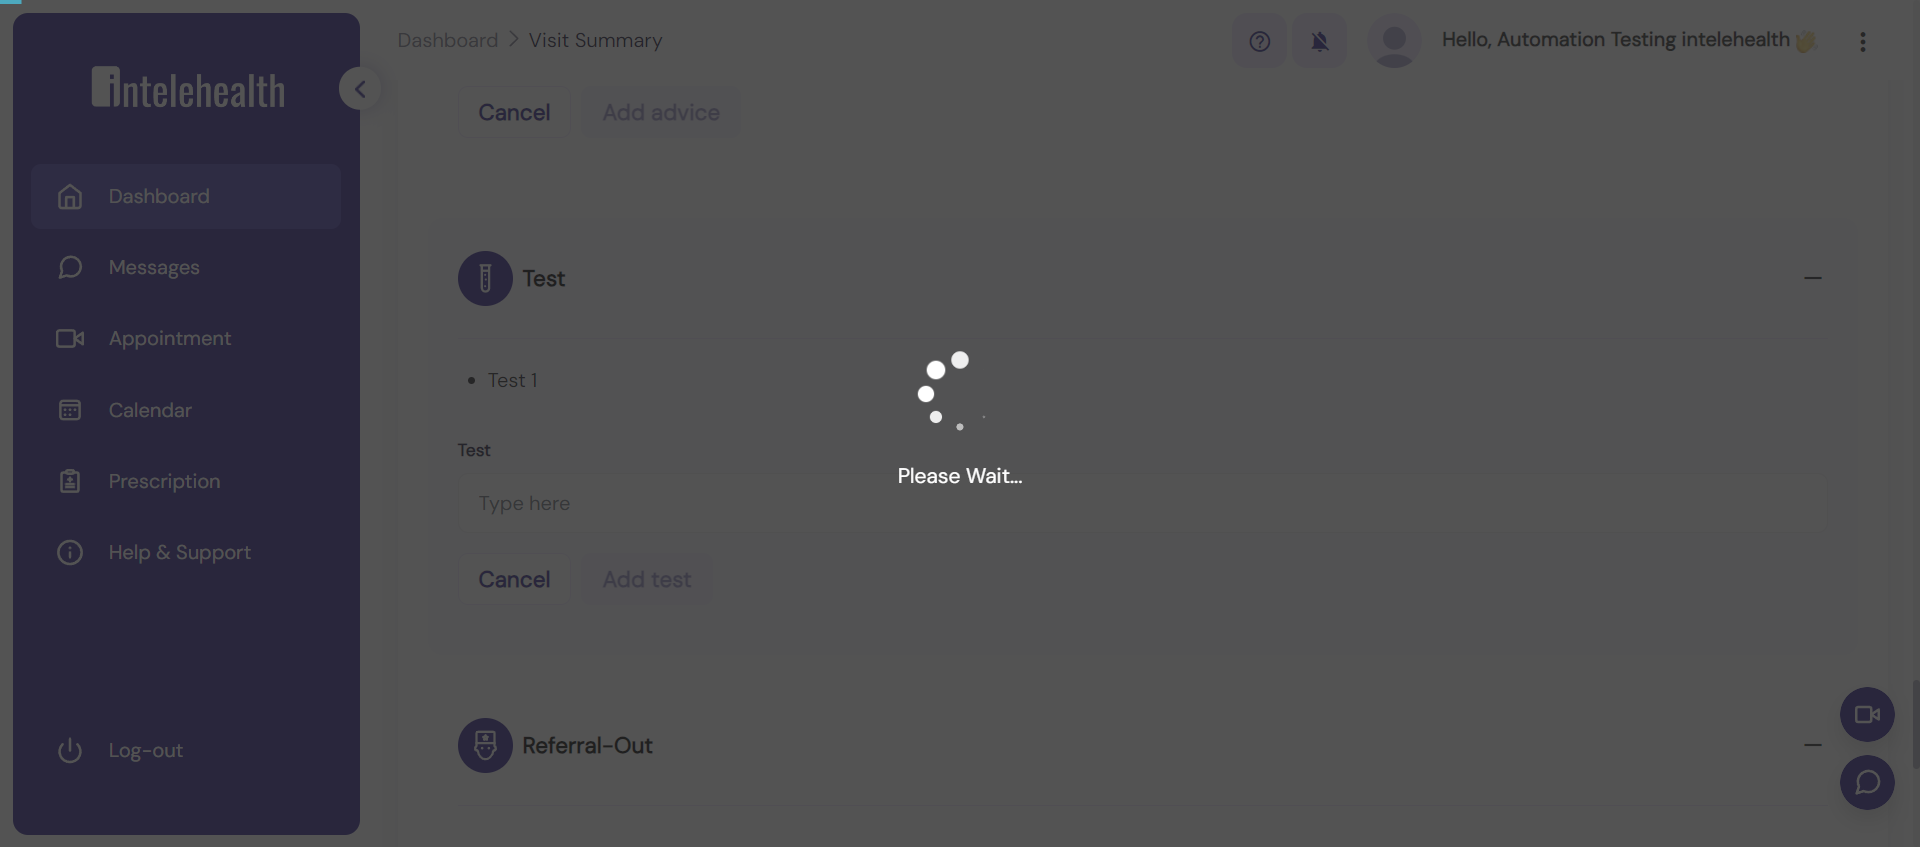 intelehealth
Dashboard
Messages
Appointment
Calendar
Prescription
Help & Support
Log-out
Dashboard > Visit Summary
Hello, Automation Testing intelehealth 👏
Cancel
Add advice
Test
Test 1
Test
Type here
Cancel
Add test
Please Wait...
Referral-Out